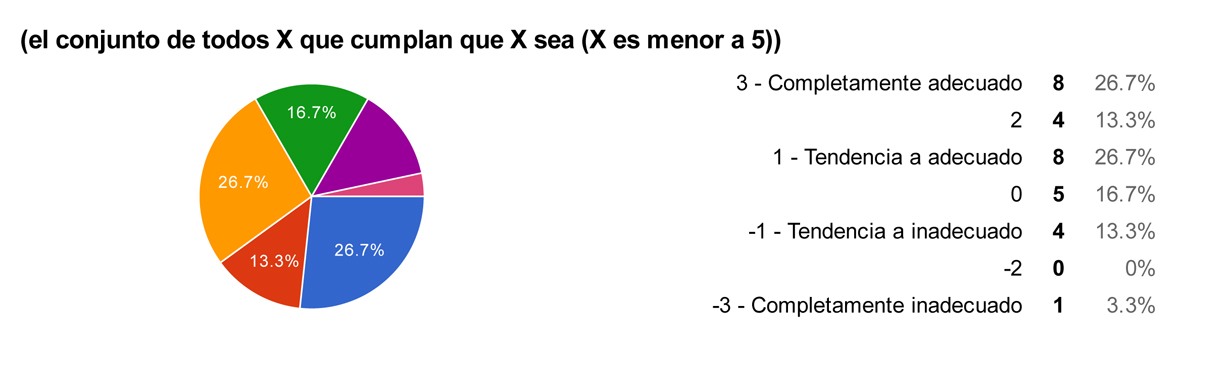 (el conjunto de todos X que cumplan que X sea (X es menor a 5))
16.7%
26.7%
26.7%
13.3%
3 - Completamente adecuado 8 26.7%
2 4 13.3%
1 - Tendencia a adecuado 8 26.7%
0 5 16.7%
-1 - Tendencia a inadecuado 4 13.3%
-2 0 0%
-3 - Completamente inadecuado 1 3.3%